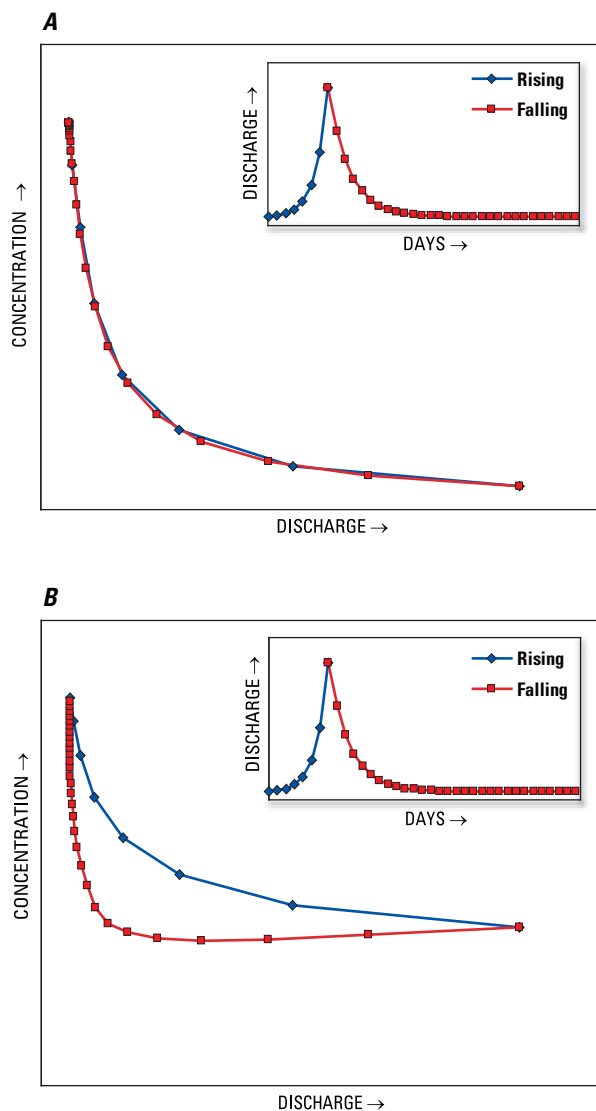 A
CONCENTRATION →
DISCHARGE →
Rising
Falling
DAYS →
DISCHARGE →
B
CONCENTRATION →
DISCHARGE →
Rising
Falling
DAYS →
DISCHARGE →